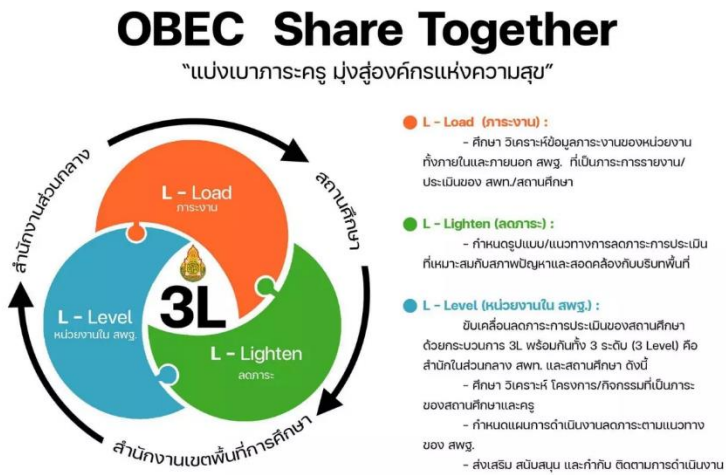 OBEC Share Together
“แบ่งเบาภาระครู มุ่งสู่องค์กรแห่งความสุข”
สำนักงานส่วนกลาง
สถานศึกษา
สำนักงานเขตพื้นที่การศึกษา
L - Load
ภาระงาน
L - Level
หน่วยงานใน สพฐ.
3L
L - Lighten
ลดภาระ
L - Load (ภาระงาน) :
- ศึกษา วิเคราะห์ข้อมูลภาระงานของหน่วยงาน
ทั้งภายในและภายนอก สพฐ. ที่เป็นภาระการรายงาน/
ประเมินของ สพท./สถานศึกษา
L - Lighten (ลดภาระ) :
- กำหนดรูปแบบ/แนวทางการลดภาระการประเมิน
ที่เหมาะสมกับสภาพปัญหาและสอดคล้องกับบริบทพื้นที่
L - Level (หน่วยงานใน สพฐ.) :
ขับเคลื่อนลดภาระการประเมินของสถานศึกษา
ด้วยกระบวนการ 3L พร้อมกันทั้ง 3 ระดับ (3 Level) คือ
สำนักในส่วนกลาง สพท. และสถานศึกษา ดังนี้
- ศึกษา วิเคราะห์ โครงการ/กิจกรรมที่เป็นภาระ
ของสถานศึกษาและครู
- กำหนดแผนการดำเนินงานลดภาระตามแนวทาง
ของ สพฐ.
- ส่งเสริม สนับสนุน และกำกับ ติดตามการดำเนินงาน